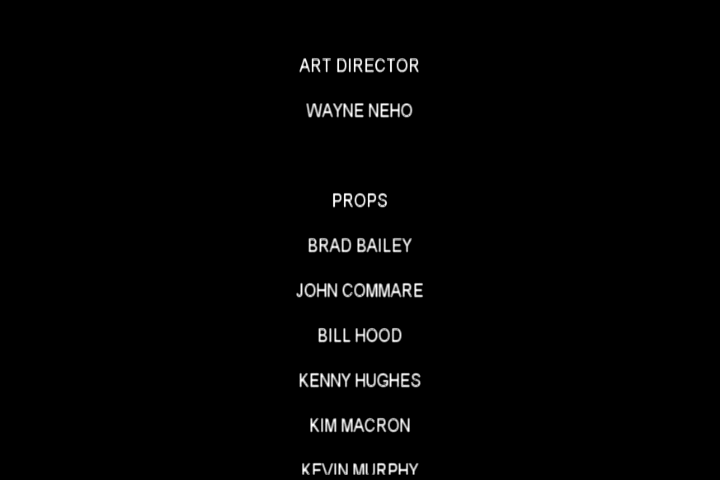 ART DIRECTOR
WAYNE NEHO
PROPS
BRAD BAILEY
JOHN COMMARE
BILL HOOD
KENNY HUGHES
KIM MACRON
KEVIN MURPHY